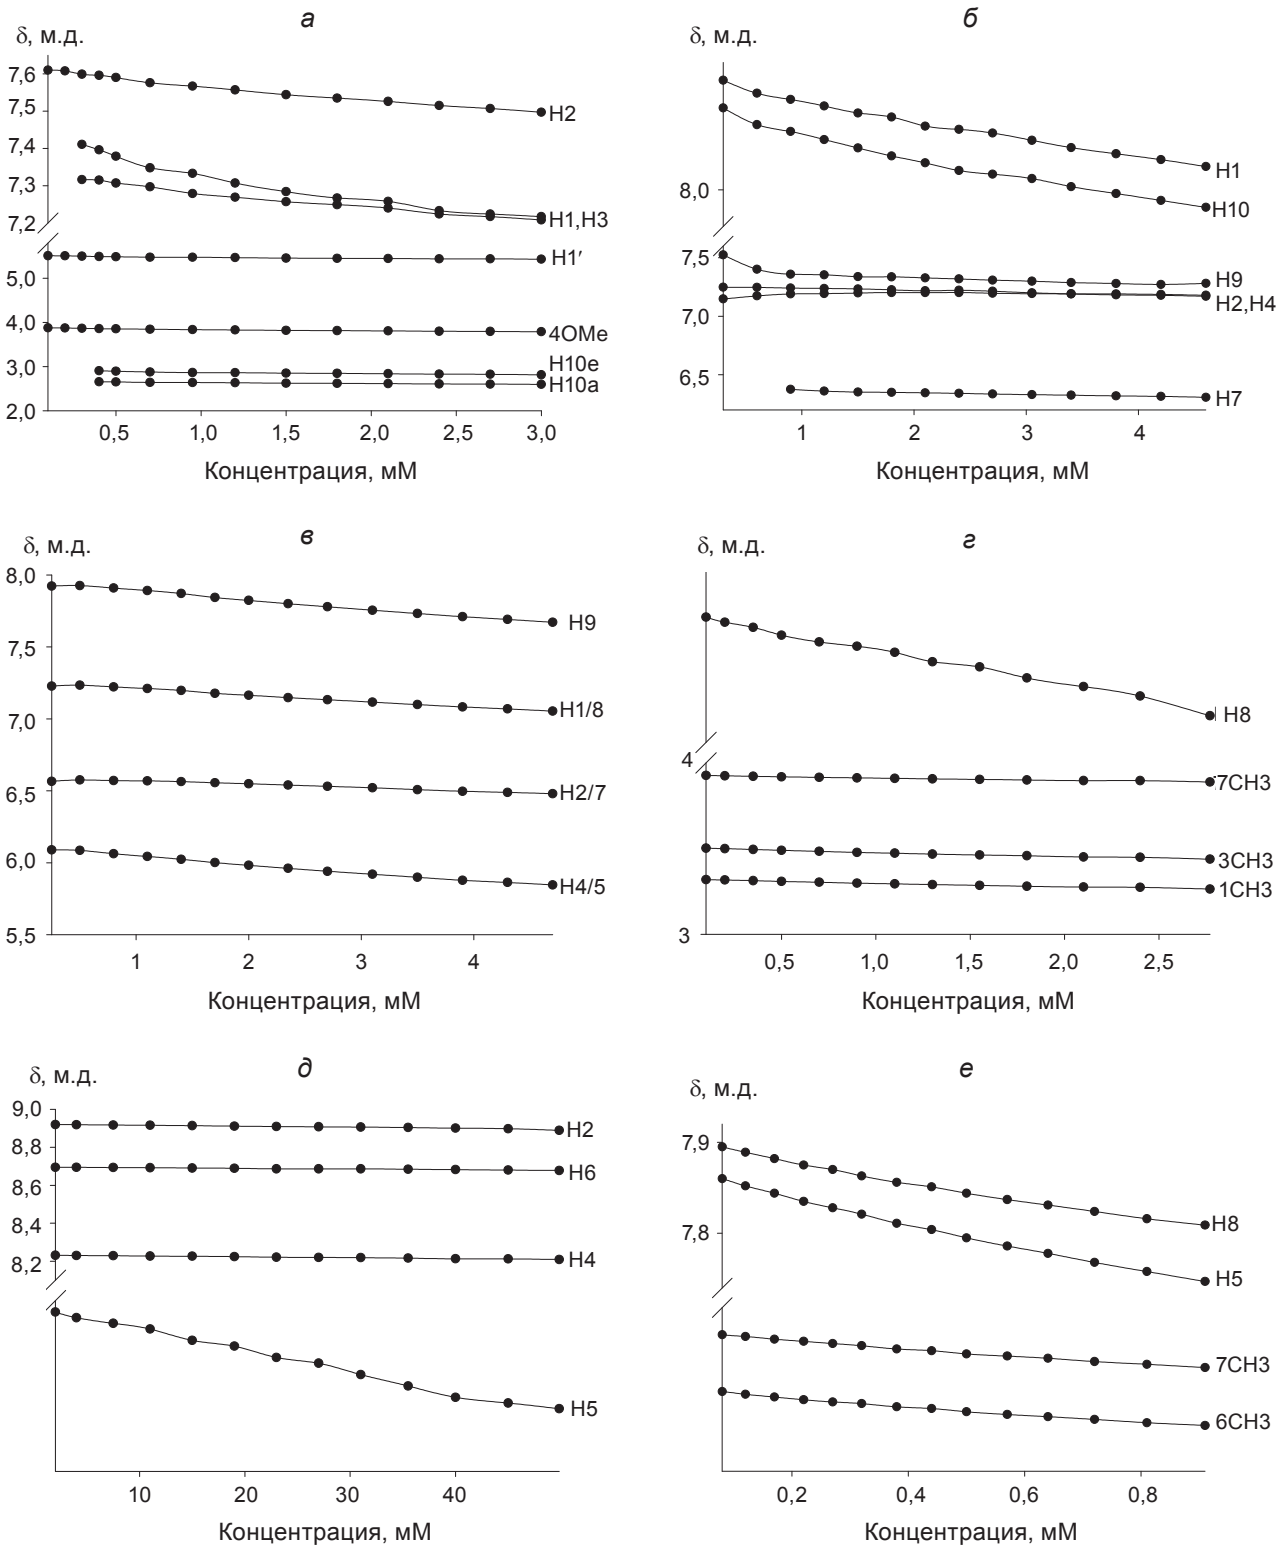 а
δ, м.д.
7,6
7,5
7,4
7,3
7,2
5,0
4,0
3,0
2,0
H2
H1,H3
H1′
4OMe
H10e
H10a
0,5
1,0
1,5
2,0
2,5
3,0
Концентрация, мМ
б
δ, м.д.
8,0
7,5
7,0
6,5
H1
H10
H9
H2,H4
H7
1
2
3
4
Концентрация, мМ
в
δ, м.д.
8,0
7,5
7,0
6,5
6,0
5,5
H9
H1/8
H2/7
H4/5
1
2
3
4
Концентрация, мМ
г
δ, м.д.
4
3
H8
7CH3
3CH3
1CH3
0,5
1,0
1,5
2,0
2,5
Концентрация, мМ
д
δ, м.д.
9,0
8,8
8,6
8,4
8,2
H2
H6
H4
H5
10
20
30
40
Концентрация, мМ
е
δ, м.д.
7,9
7,8
H8
H5
7CH3
6CH3
0,2
0,4
0,6
0,8
Концентрация, мМ